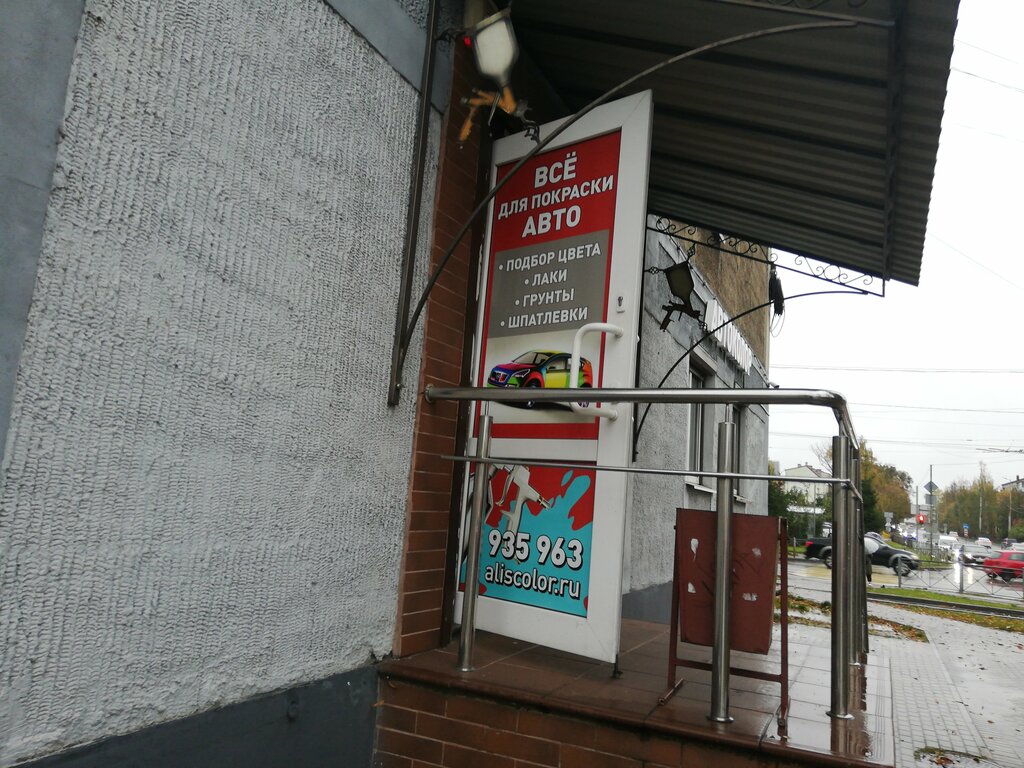 ВСЁ
ДЛЯ ПОКРАСКИ
АВТО
• ПОДБОР ЦВЕТА
• ЛАКИ
• ГРУНТЫ
• ШПАТЛЕВКИ
935 963
aliscolor.ru